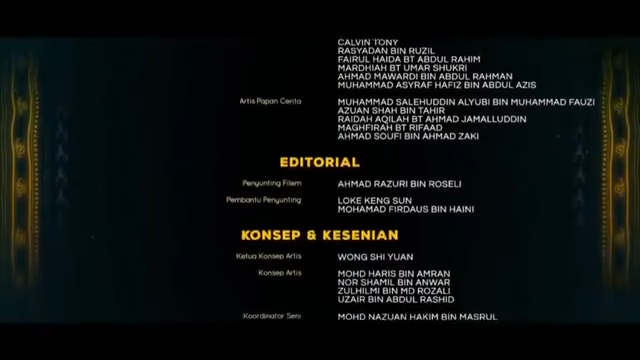 CALVIN TONY
RASYADAN BIN RUZIL
FAIRUL HAIDA BT ABDUL RAHIM
MARDHIAH BT UMAR SHUKRI
AHMAD MAWARDI BIN ABDUL RAHMAN
MUHAMMAD ASYRAF HAFIZ BIN ABDUL AZIS
Artis Papan Cerita MUHAMMAD SALEHUDDIN ALYUBI BIN MUHAMMAD FAUZI
AZUAN SHAH BIN TAHIR
RAIDAH AQILAH BT AHMAD JAMALLUDDIN
MAGHFIRAH BT RIFAAD
AHMAD SOUFI BIN AHMAD ZAKI
EDITORIAL
Penyunting Filem AHMAD RAZURI BIN ROSELI
Pembantu Penyunting LOKE KENG SUN
MOHAMAD FIRDAUS BIN HAINI
KONSEP & KESENIAN
Ketua Konsep Artis WONG SHI YUAN
Konsep Artis MOHD HARIS BIN AMRAN
NOR SHAMIL BIN ANWAR
ZULHILMI BIN MD ROZALI
UZAIR BIN ABDUL RASHID
Koordinator Seni MOHD NAZUAN HAKIM BIN MASRUL